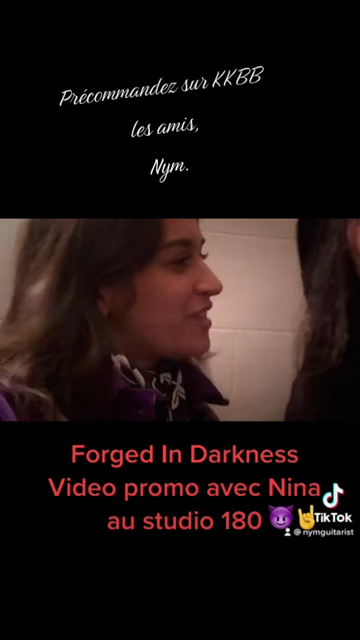 Précommandez sur KKBB
les amis,
Nym.
Forged In Darkness
Video promo avec Nina
au studio 180 😈🤘
TikTok
@ nymguitarist